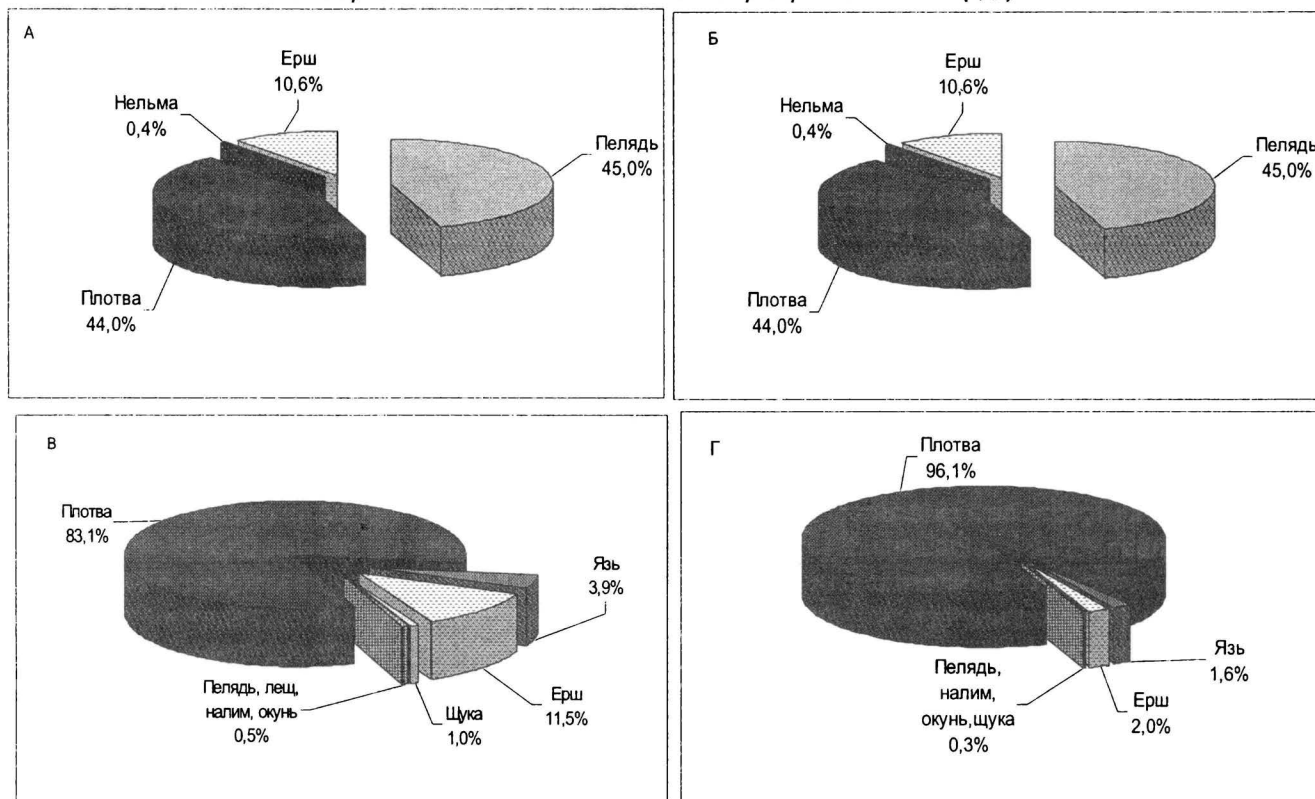 А
Ерш
10,6%
Нельма
0,4%
Пелядь
45,0%
Плотва
44,0%
Б
Ерш
10,6%
Нельма
0,4%
Пелядь
45,0%
Плотва
44,0%
В
Плотва
83,1%
Язь
3,9%
Пелядь, лещ,
налим, окунь
0,5%
Щука
1,0%
Ерш
11,5%
Г
Плотва
96,1%
Язь
1,6%
Пелядь,
налим,
окунь,щука
0,3%
Ерш
2,0%